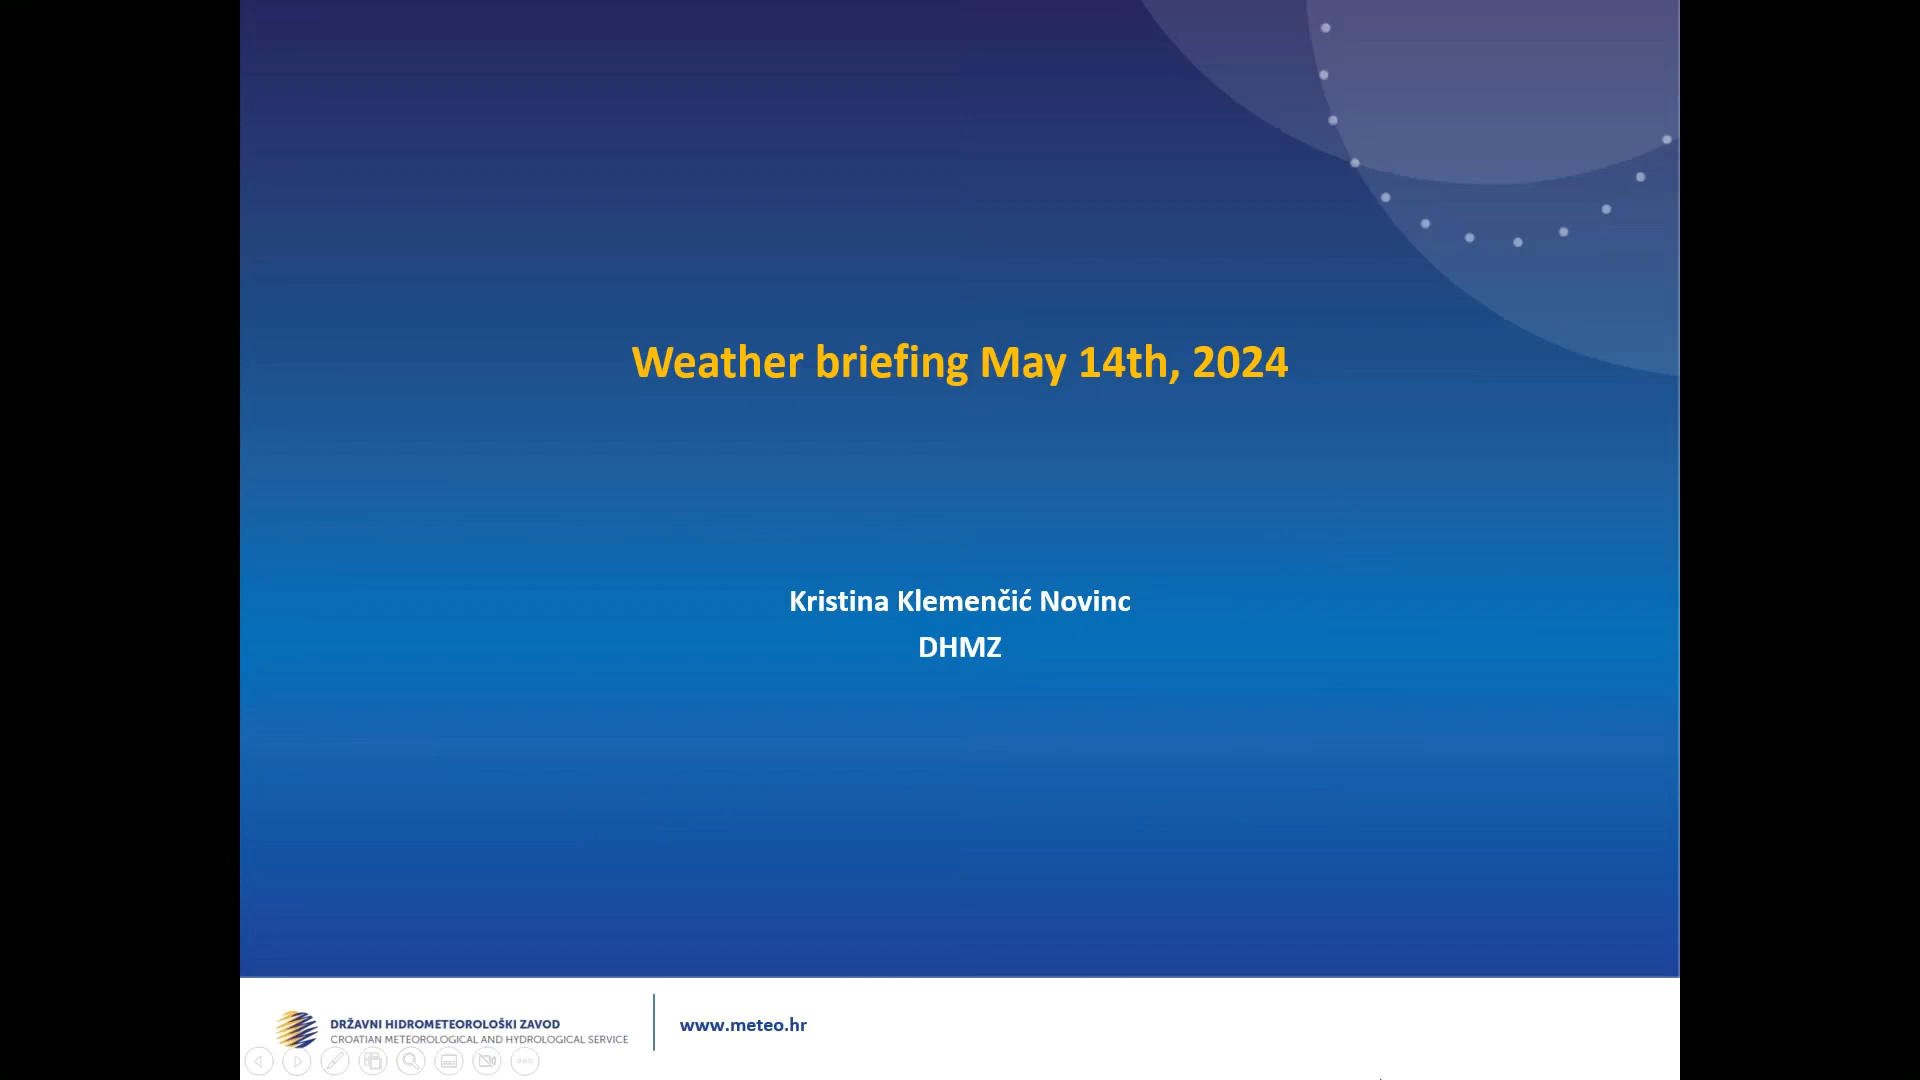 Weather briefing May 14th, 2024
Kristina Klemenčić Novinc
DHMZ
DRŽAVNI HIDROMETEOROLOŠKI ZAVOD
CROATIAN METEOROLOGICAL AND HYDROLOGICAL SERVICE
www.meteo.hr